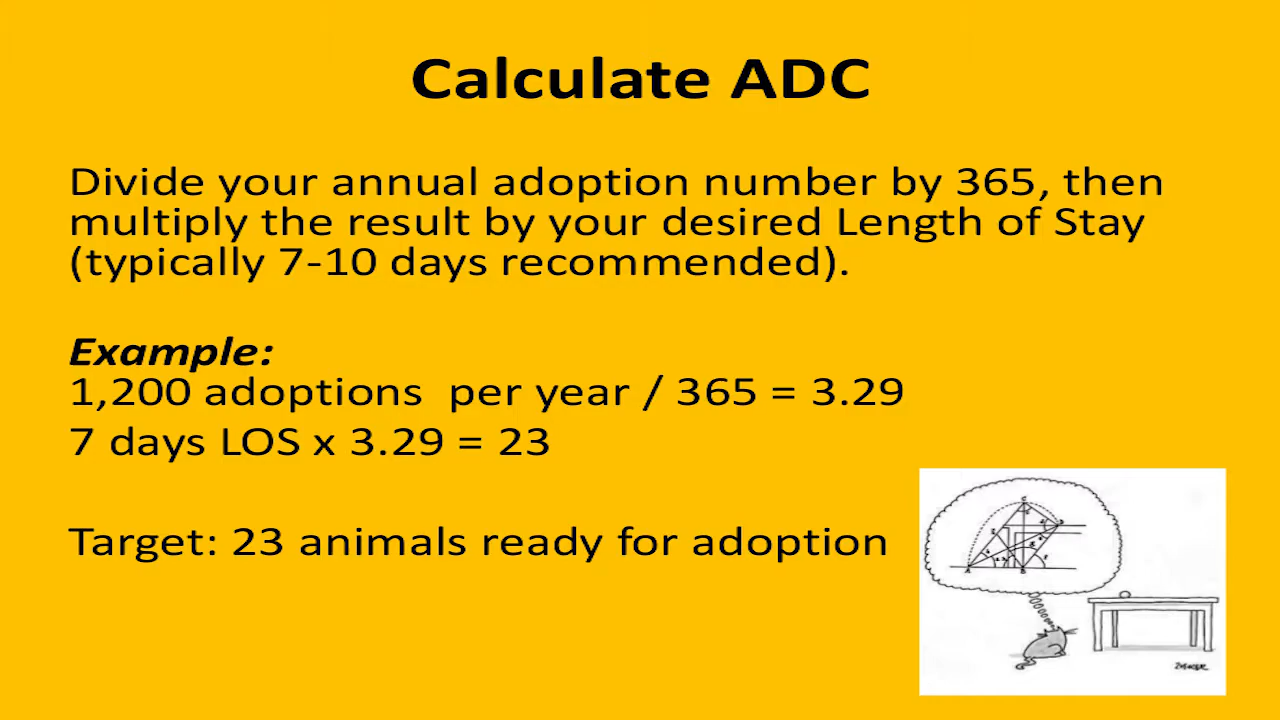 Calculate ADC
Divide your annual adoption number by 365, then
multiply the result by your desired Length of Stay
(typically 7-10 days recommended).
Example:
1,200 adoptions  per year / 365 = 3.29
7 days LOS x 3.29 = 23
Target: 23 animals ready for adoption